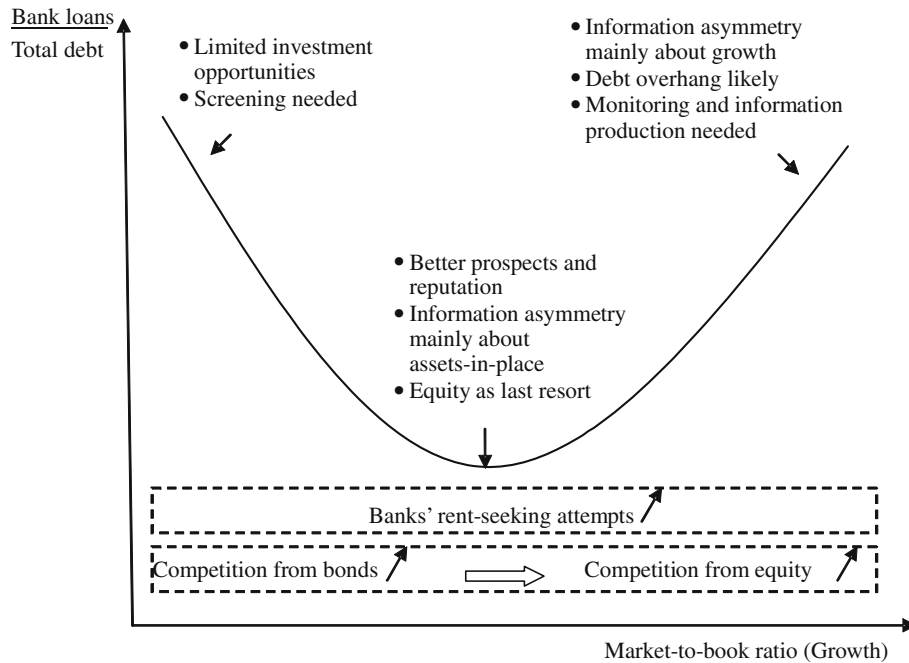 Bank loans
Total debt
• Limited investment
opportunities
• Screening needed
• Information asymmetry
mainly about growth
• Debt overhang likely
• Monitoring and information
production needed
• Better prospects and
reputation
• Information asymmetry
mainly about
assets-in-place
• Equity as last resort
Banks' rent-seeking attempts
Competition from bonds
Competition from equity
Market-to-book ratio (Growth)